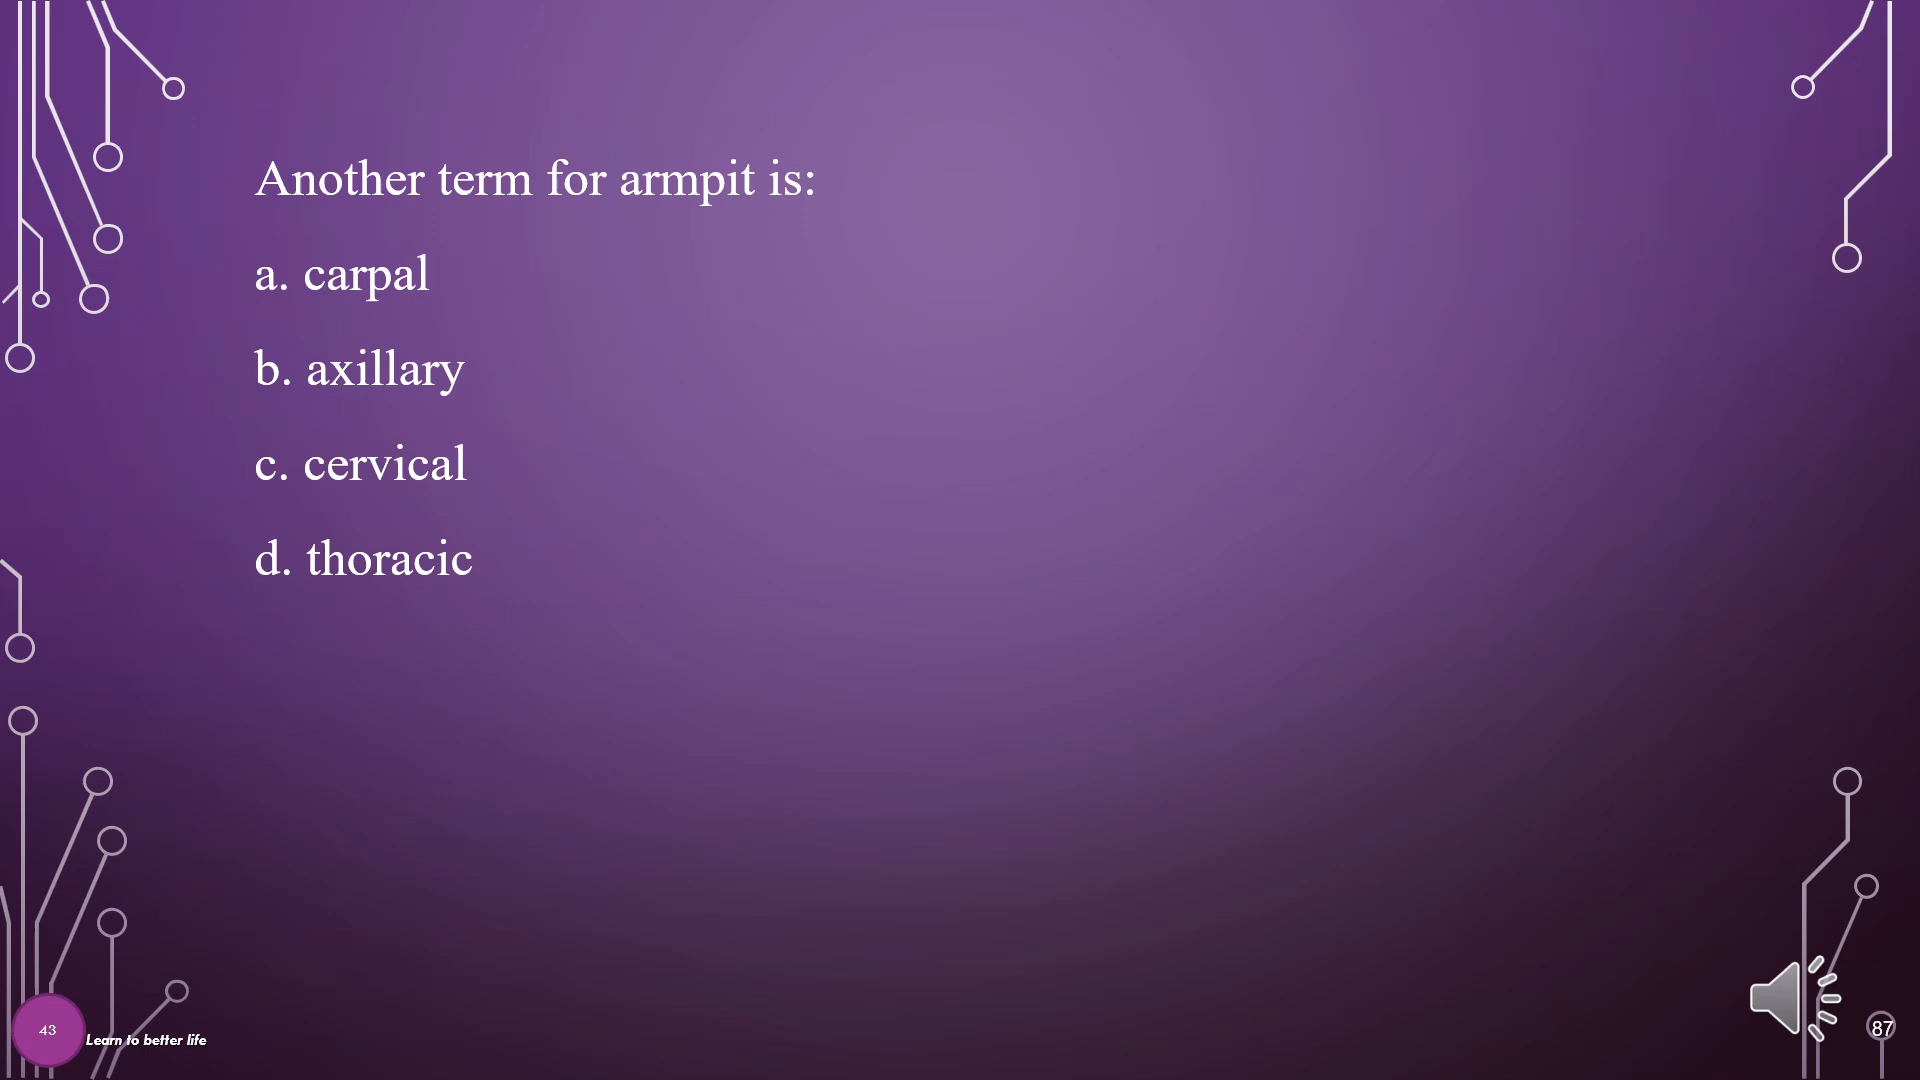 Another term for armpit is:
a. carpal
b. axillary
c. cervical
d. thoracic
43
Learn to better life
87